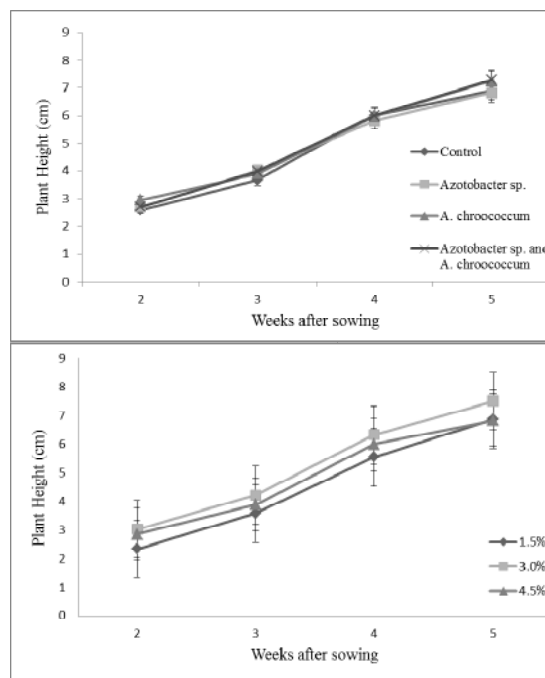 9
8
7
6
5
4
3
2
1
0
Plant Height (cm)
Control
Azotobacter sp.
A. chroococcum
Azotobacter sp. and
A. chroococcum
2 3 4 5
Weeks after sowing
9
8
7
6
5
4
3
2
1
0
Plant Height (cm)
1.5%
3.0%
4.5%
2 3 4 5
Weeks after sowing